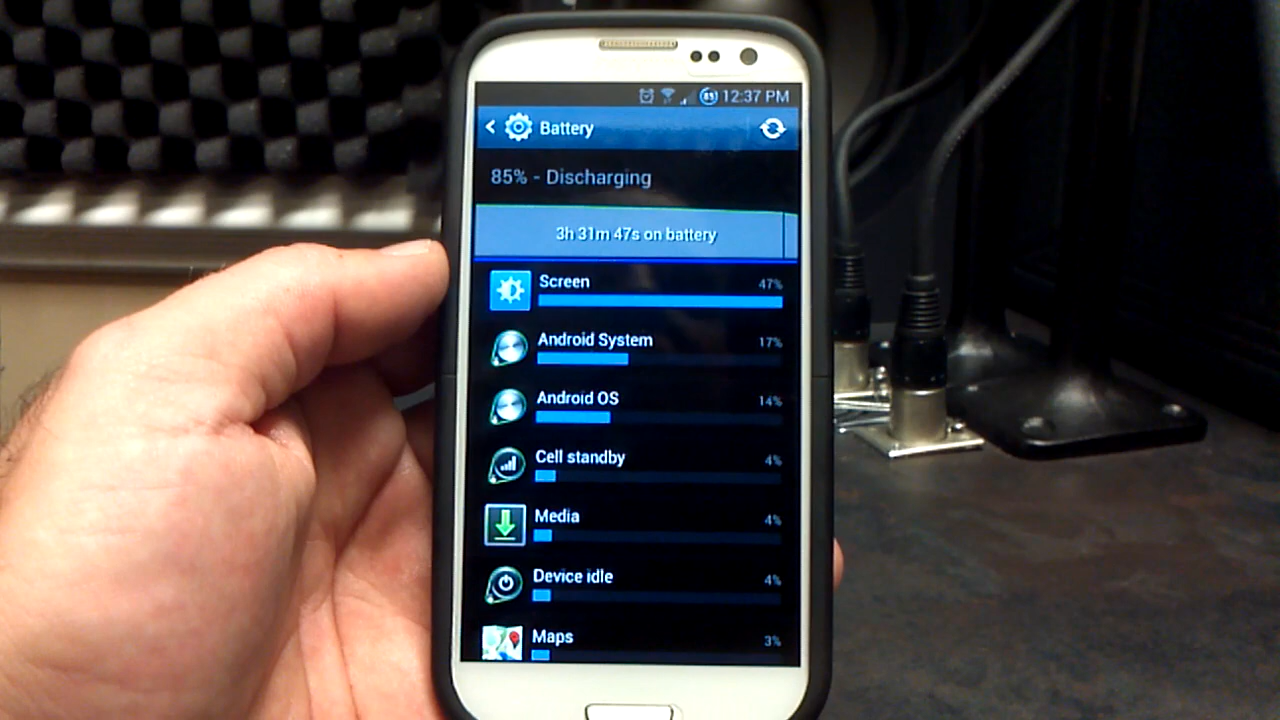 85 12:37 PM
Battery
85% - Discharging
3h 31m 47s on battery
Screen 47%
Android System 17%
Android OS 14%
Cell standby 4%
Media 4%
Device idle 4%
Maps 3%